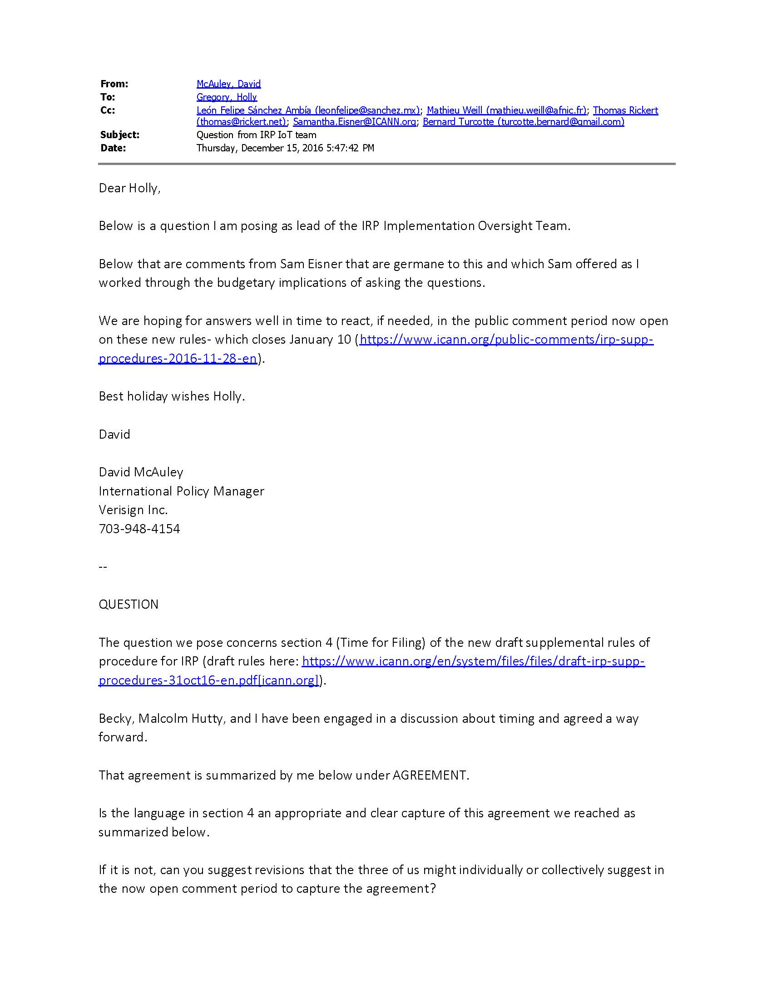 From: McAuley, David
To: Gregory, Holly
Cc: León Felipe Sánchez Ambía (leonfelipe@sanchez.mx); Mathieu Weill (mathieu.weill@afnic.fr); Thomas Rickert
(thomas@rickert.net); Samantha.Eisner@ICANN.org; Bernard Turcotte (turcotte.bernard@gmail.com)
Subject: Question from IRP IoT team
Date: Thursday, December 15, 2016 5:47:42 PM
Dear Holly,
Below is a question I am posing as lead of the IRP Implementation Oversight Team.
Below that are comments from Sam Eisner that are germane to this and which Sam offered as I
worked through the budgetary implications of asking the questions.
We are hoping for answers well in time to react, if needed, in the public comment period now open
on these new rules- which closes January 10 (https://www.icann.org/public-comments/irp-supp-
procedures-2016-11-28-en).
Best holiday wishes Holly.
David
David McAuley
International Policy Manager
Verisign Inc.
703-948-4154
--
QUESTION
The question we pose concerns section 4 (Time for Filing) of the new draft supplemental rules of
procedure for IRP (draft rules here: https://www.icann.org/en/system/files/files/draft-irp-supp-
procedures-31oct16-en.pdf[icann.org]).
Becky, Malcolm Hutty, and I have been engaged in a discussion about timing and agreed a way
forward.
That agreement is summarized by me below under AGREEMENT.
Is the language in section 4 an appropriate and clear capture of this agreement we reached as
summarized below.
If it is not, can you suggest revisions that the three of us might individually or collectively suggest in
the now open comment period to capture the agreement?